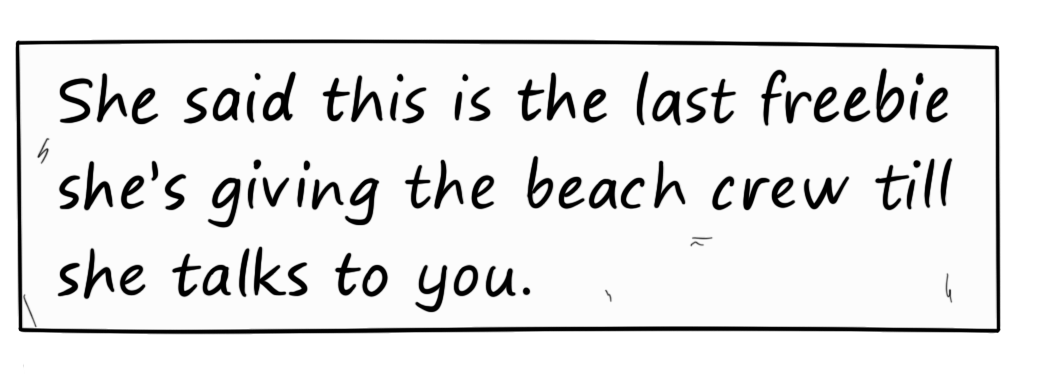 She said this is the last freebie
she's giving the beach crew till
she talks to you.